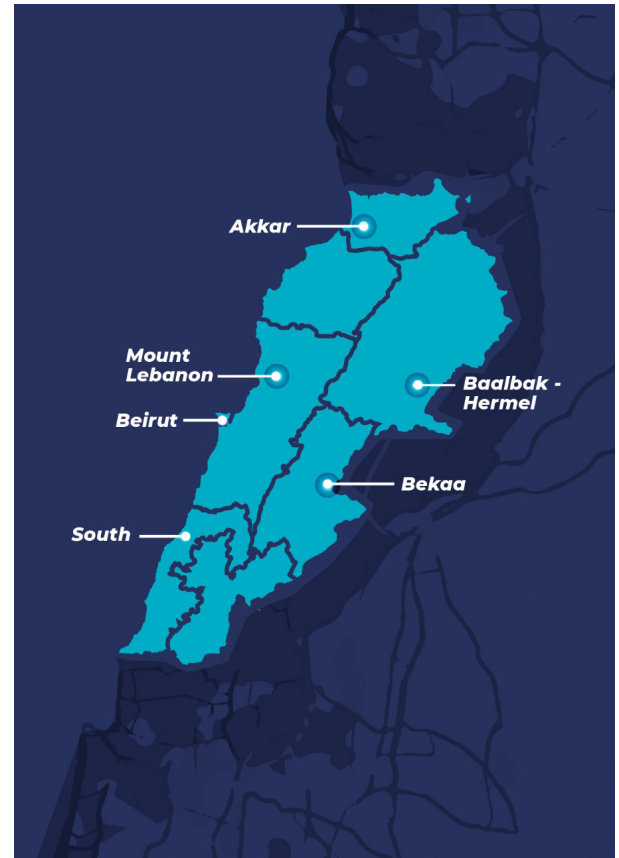 Akkar
Mount
Lebanon
Baalbak -
Hermel
Beirut
Bekaa
South